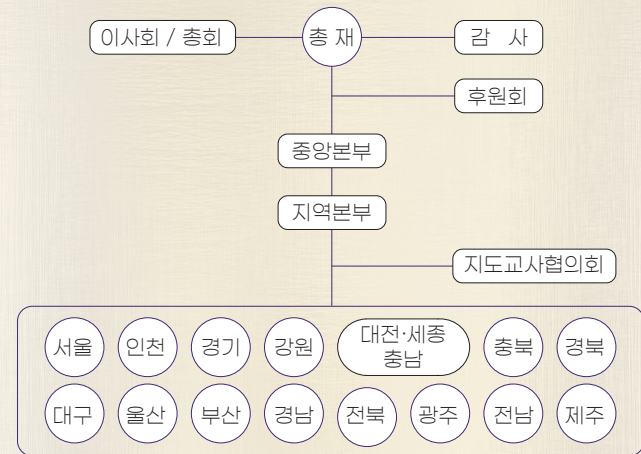 이사회 / 총회
총 재
감 사
후원회
중앙본부
지역본부
지도교사협의회
서울
인천
경기
강원
대전·세종
충남
충북
경북
대구
울산
부산
경남
전북
광주
전남
제주